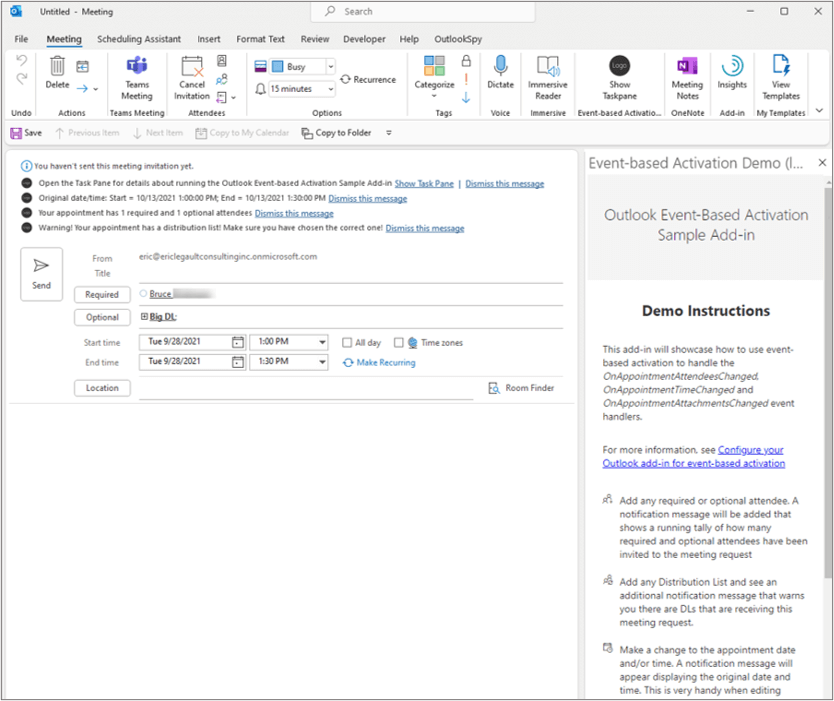 Untitled - Meeting
Search
File Meeting Scheduling Assistant Insert Format Text Review Developer Help OutlookSpy
Delete
Teams
Meeting
Cancel
Invitation
Busy
15 minutes
Recurrence
Categorize
Dictate
Immersive
Reader
Logo
Show
Taskpane
Meeting
Notes
Insights
View
Templates
Undo Actions Teams Meeting Attendees Options Tags Voice Immersive Event-based Activatio... OneNote Add-in My Templates
Save Previous Item Next Item Copy to My Calendar Copy to Folder
You haven't sent this meeting invitation yet.
Open the Task Pane for details about running the Outlook Event-based Activation Sample Add-in Show Task Pane | Dismiss this message
Original date/time: Start = 10/13/2021 1:00:00 PM; End = 10/13/2021 1:30:00 PM Dismiss this message
Your appointment has 1 required and 1 optional attendees Dismiss this message
Warning! Your appointment has a distribution list! Make sure you have chosen the correct one! Dismiss this message
Send
From eric@ericlegaultconsultinginc.onmicrosoft.com
Title
Required Bruce
Optional Big DL;
Start time Tue 9/28/2021 1:00 PM All day Time zones
End time Tue 9/28/2021 1:30 PM Make Recurring
Location Room Finder
Event-based Activation Demo (l...
Outlook Event-Based Activation
Sample Add-in
Demo Instructions
This add-in will showcase how to use event-
based activation to handle the
OnAppointmentAttendeesChanged,
OnAppointmentTimeChanged and
OnAppointmentAttachmentsChanged event
handlers.
For more information, see Configure your
Outlook add-in for event-based activation
Add any required or optional attendee. A
notification message will be added that
shows a running tally of how many
required and optional attendees have been
invited to the meeting request
Add any Distribution List and see an
additional notification message that warns
you there are DLs that are receiving this
meeting request.
Make a change to the appointment date
and/or time. A notification message will
appear displaying the original date and
time. This is very handy when editing